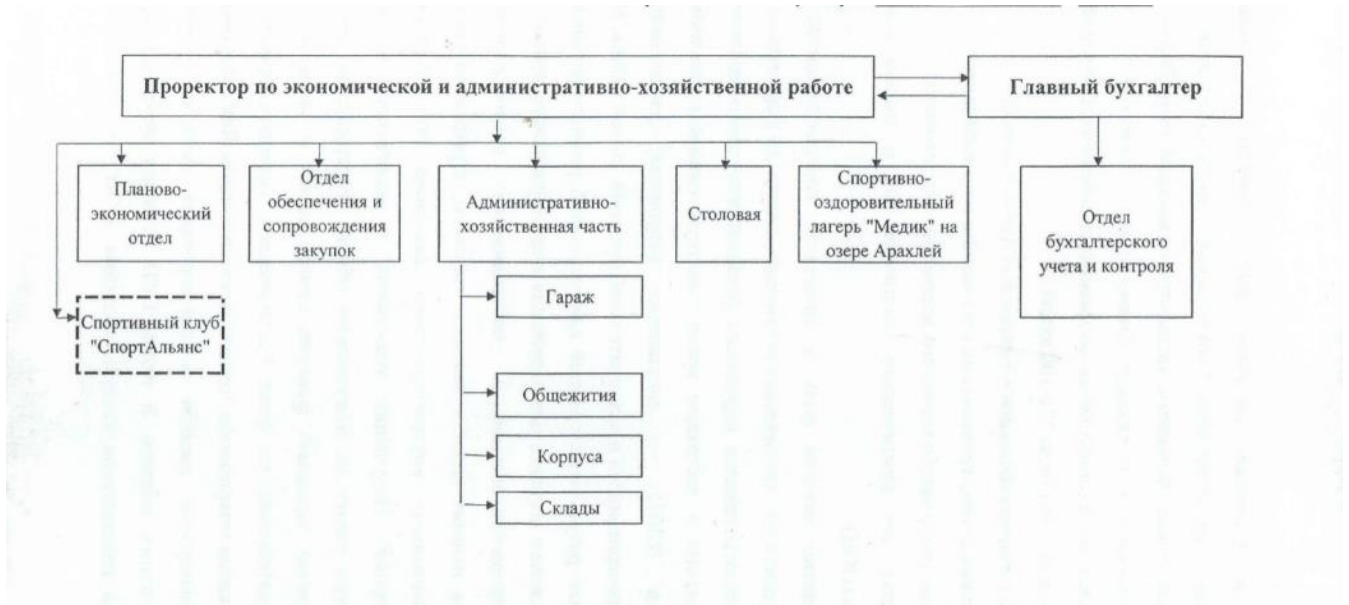 Проректор по экономической и административно-хозяйственной работе
Главный бухгалтер
Планово-
экономический
отдел
Отдел
обеспечения и
сопровождения
закупок
Административно-
хозяйственная часть
Столовая
Спортивно-
оздоровительный
лагерь "Медик" на
озере Арахлей
Отдел
бухгалтерского
учета и контроля
Спортивный клуб
"СпортАльянс"
Гараж
Общежития
Корпуса
Склады